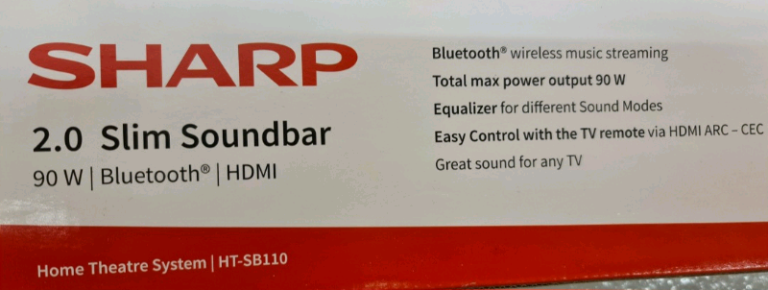 SHARP
2.0 Slim Soundbar
90 W | Bluetooth® | HDMI
Bluetooth® wireless music streaming
Total max power output 90 W
Equalizer for different Sound Modes
Easy Control with the TV remote via HDMI ARC – CEC
Great sound for any TV
Home Theatre System | HT-SB110